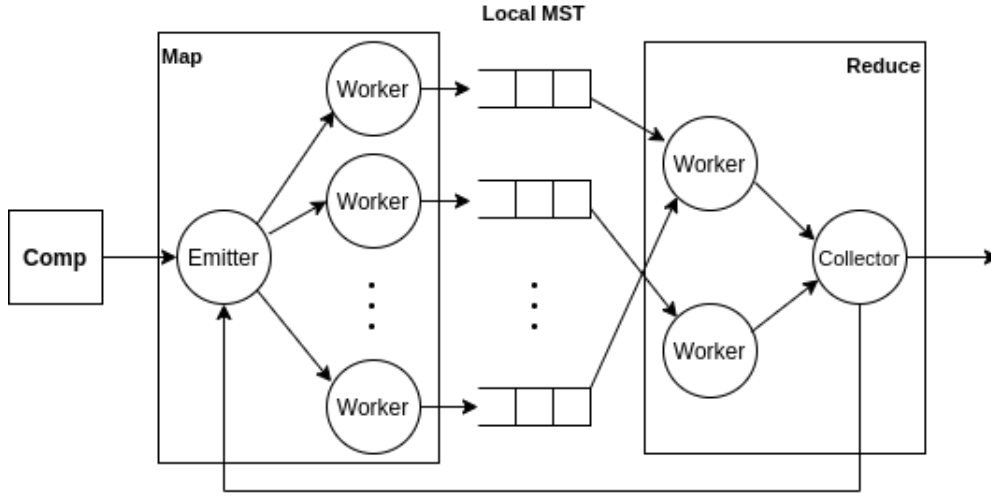 Local MST
Map
Reduce
Worker
Worker
Worker
Comp
Emitter
Collector
Worker
Worker